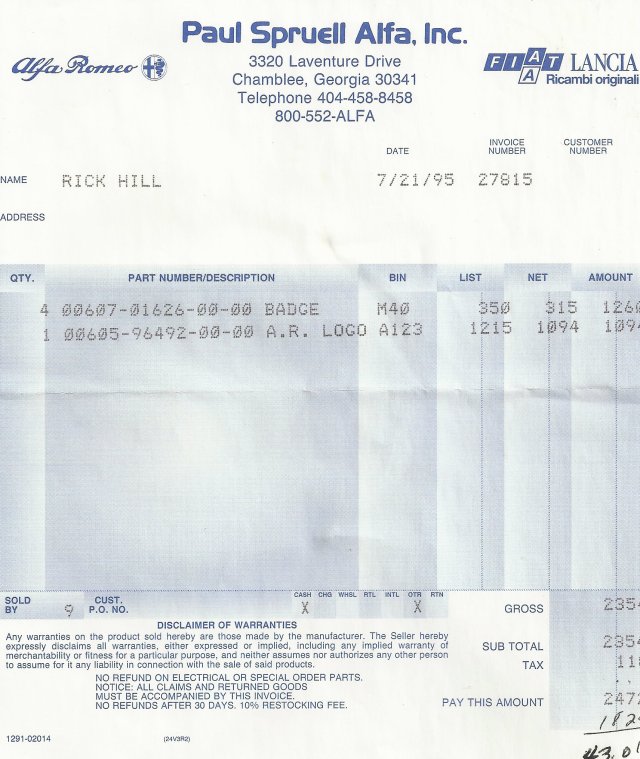 Paul Spruell Alfa, Inc.
Alfa Romeo
3320 Laventure Drive
Chamblee, Georgia 30341
Telephone 404-458-8458
800-552-ALFA
FIAT LANCIA
Ricambi originali
DATE INVOICE NUMBER CUSTOMER NUMBER
NAME RICK HILL 7/21/95 27815
ADDRESS
QTY. PART NUMBER/DESCRIPTION BIN LIST NET AMOUNT
4 00607-01626-00-00 BADGE M40 350 315 1260
1 00605-96492-00-00 A.R. LOGO A123 1215 1094 1094
SOLD BY 9 CUST. P.O. NO.
CASH CHG WHSL RTL INTL OTR RTN
X X
GROSS 2354
DISCLAIMER OF WARRANTIES
Any warranties on the product sold hereby are those made by the manufacturer. The Seller hereby
expressly disclaims all warranties, either expressed or implied, including any implied warranty of
merchantability or fitness for a particular purpose, and neither assumes nor authorizes any other person
to assume for it any liability in connection with the sale of said products.
SUB TOTAL 2354
TAX 118
NO REFUND ON ELECTRICAL OR SPECIAL ORDER PARTS.
NOTICE: ALL CLAIMS AND RETURNED GOODS
MUST BE ACCOMPANIED BY THIS INVOICE.
NO REFUNDS AFTER 30 DAYS. 10% RESTOCKING FEE.
PAY THIS AMOUNT 2472
43.01
1291-02014 (24V3R2)